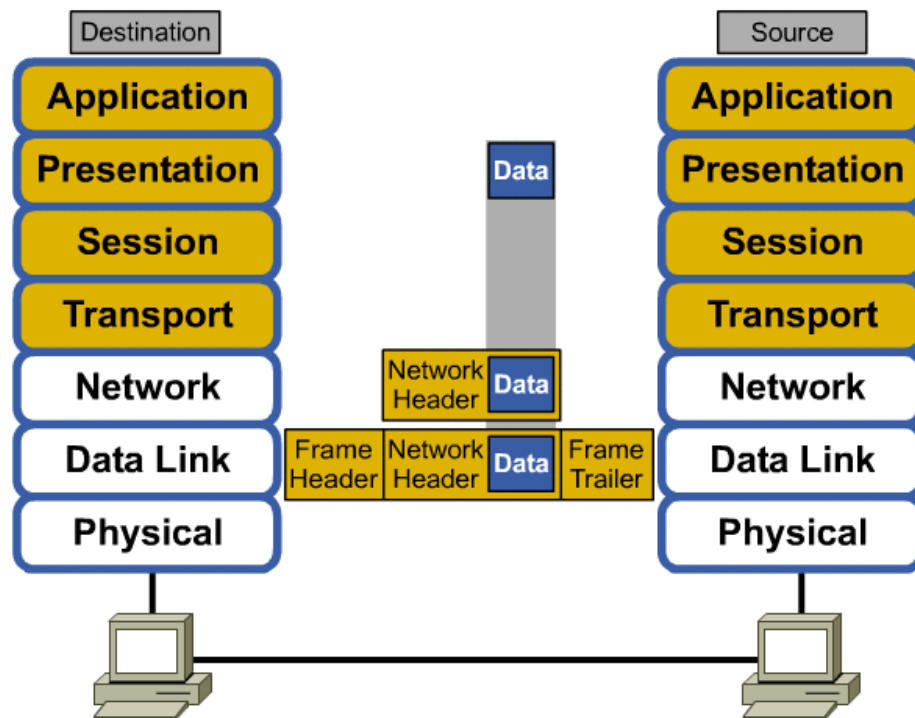 Destination
Source
Application
Application
Presentation
Data
Presentation
Session
Session
Transport
Transport
Network
Network
Header
Data
Network
Data Link
Frame
Header
Network
Header
Data
Frame
Trailer
Data Link
Physical
Physical